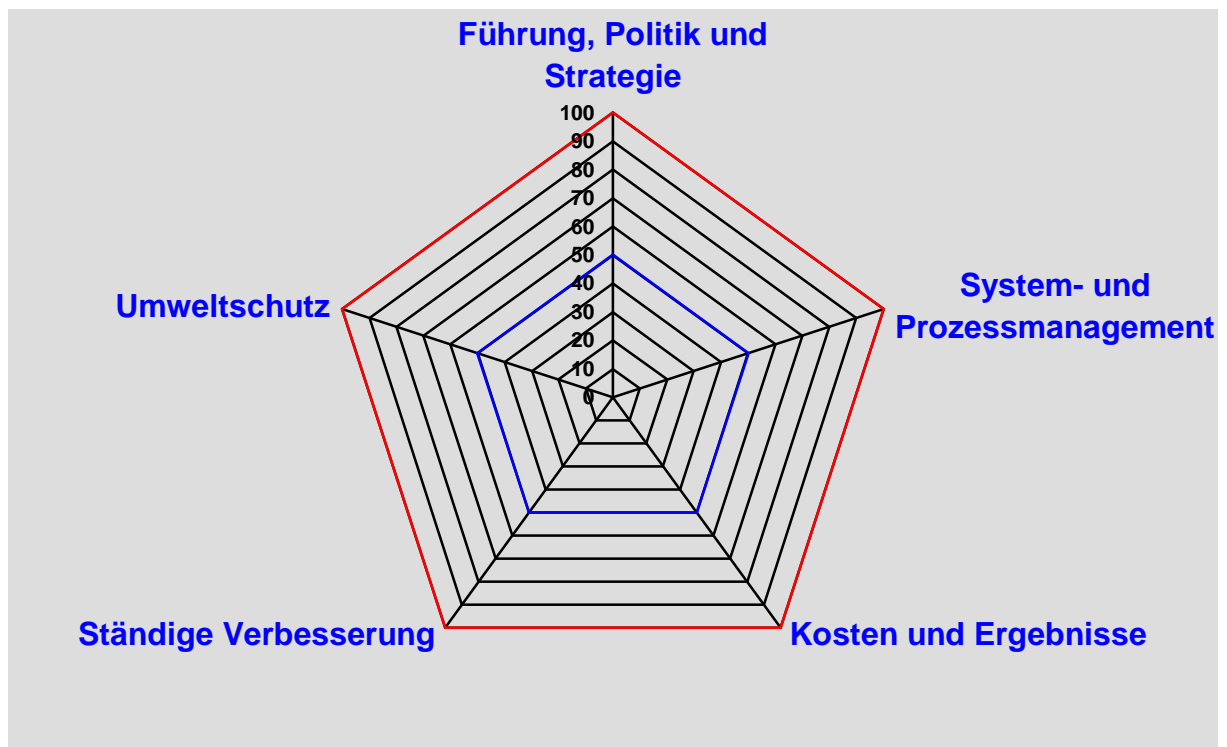 Führung, Politik und
Strategie
100
90
80
70
60
50
40
30
20
10
0
System- und
Prozessmanagement
Umweltschutz
Ständige Verbesserung
Kosten und Ergebnisse